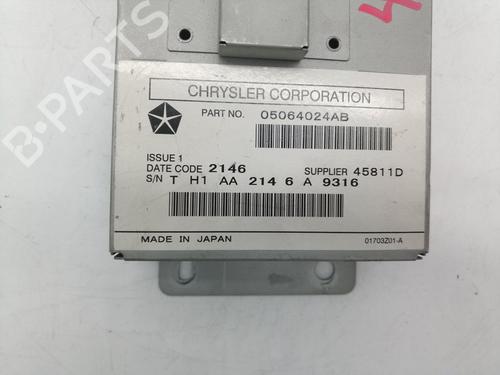 4
CHRYSLER CORPORATION
PART NO. 05064024AB
ISSUE 1
DATE CODE 2146 SUPPLIER 45811D
S/N T H1 AA 214 6 A 9316
MADE IN JAPAN 01703Z01-A
B-PARTS